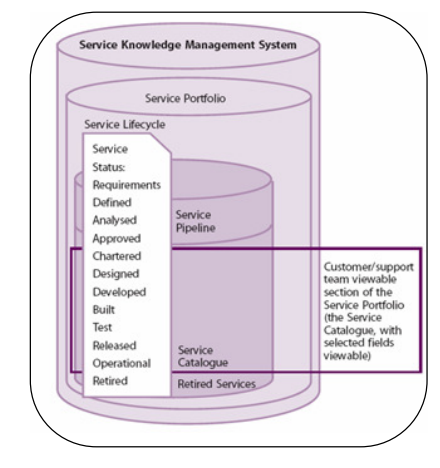 Service Knowledge Management System
Service Portfolio
Service Lifecycle
Service
Status:
Requirements
Defined
Analysed
Approved
Chartered
Designed
Developed
Built
Test
Released
Operational
Retired
Service
Pipeline
Service
Catalogue
Retired Services
Customer/support
team viewable
section of the
Service Portfolio
(the Service
Catalogue, with
selected fields
viewable)